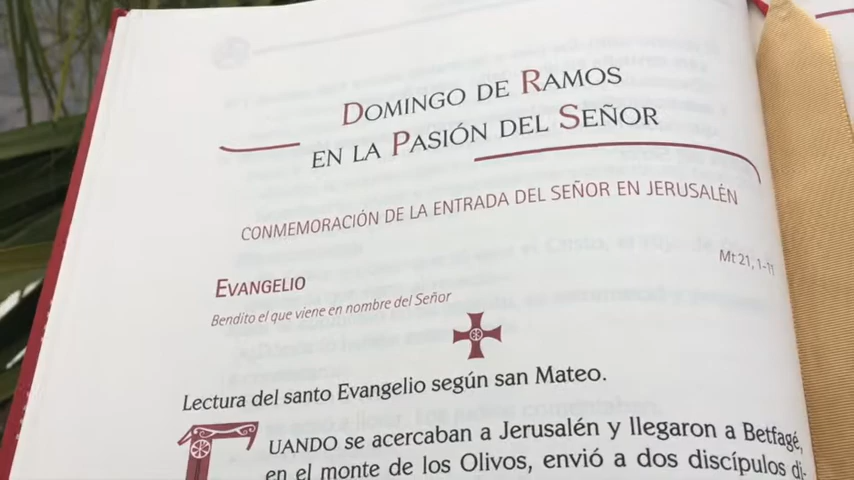 DOMINGO DE RAMOS
EN LA PASIÓN DEL SEÑOR
CONMEMORACIÓN DE LA ENTRADA DEL SEÑOR EN JERUSALÉN
Mt 21, 1-11
EVANGELIO
Bendito el que viene en nombre del Señor
Lectura del santo Evangelio según san Mateo.
CUANDO se acercaban a Jerusalén y llegaron a Betfagé,
en el monte de los Olivos, envió a dos discípulos di-